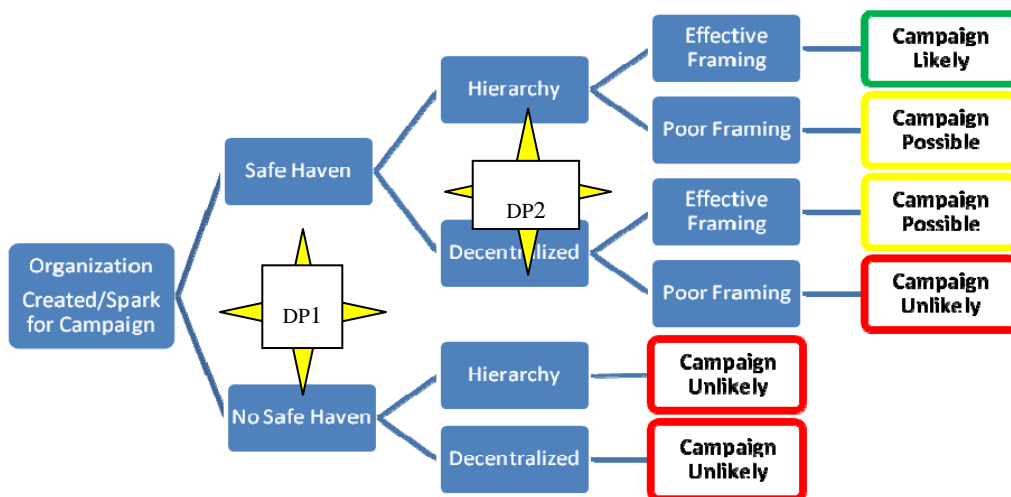 Effective
Framing
Campaign
Likely
Hierarchy
Poor Framing
Campaign
Possible
Safe Haven
DP2
Effective
Framing
Campaign
Possible
Decentralized
Organization
Created/Spark
for Campaign
DP1
Poor Framing
Campaign
Unlikely
Hierarchy
Campaign
Unlikely
No Safe Haven
Decentralized
Campaign
Unlikely